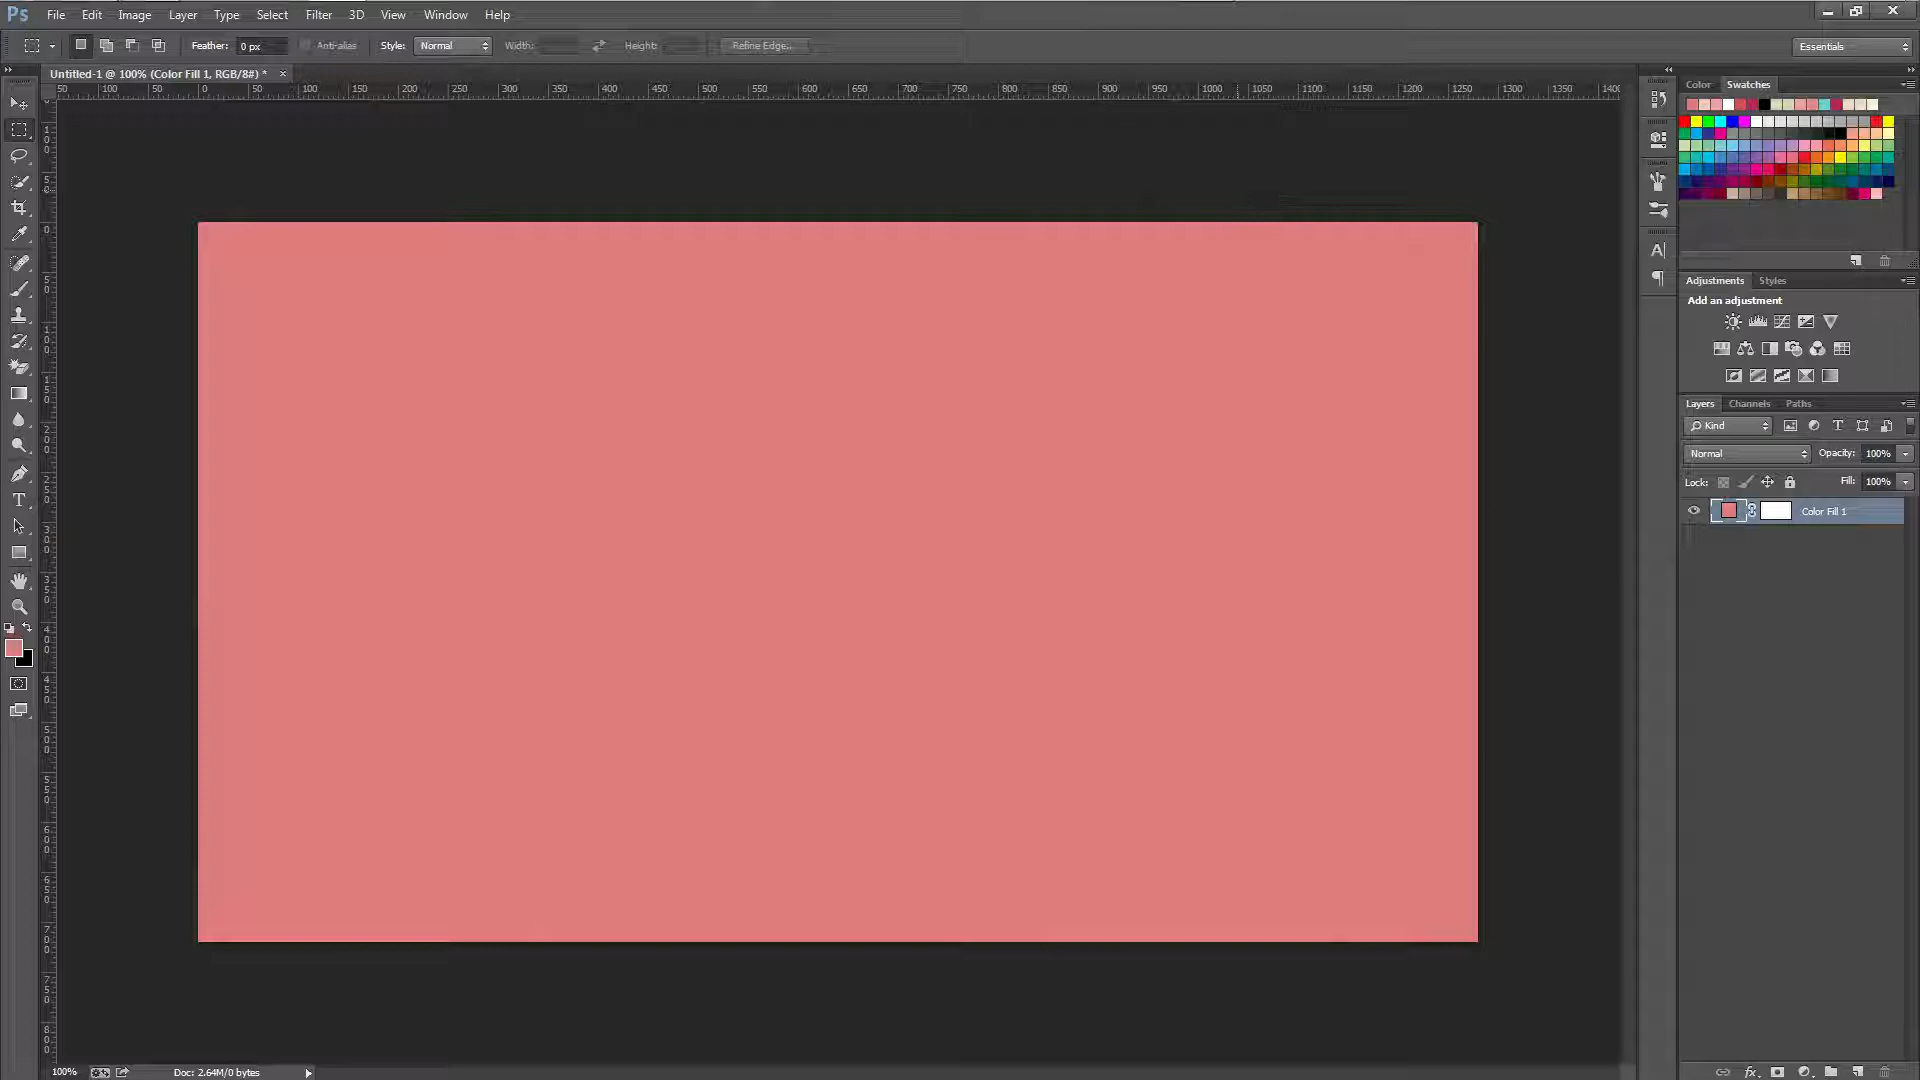 Ps File Edit Image Layer Type Select Filter 3D View Window Help
Feather: 0 px Anti-alias Style: Normal Width: Height: Refine Edge... Essentials
Untitled-1 @ 100% (Color Fill 1, RGB/8#) * ×
50 100 50 0 50 100 150 200 250 300 350 400 450 500 550 600 650 700 750 800 850 900 950 1000 1050 1100 1150 1200 1250 1300 1350 1400
Color Swatches
Adjustments Styles
Add an adjustment
Layers Channels Paths
Kind
Normal Opacity: 100%
Lock: Fill: 100%
Color Fill 1
100% Doc: 2.64M/0 bytes